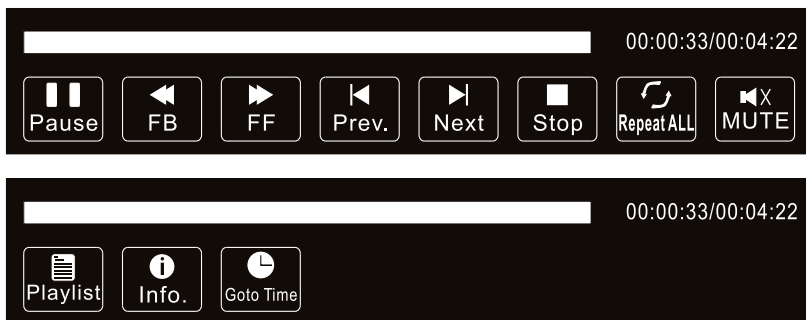 00:00:33/00:04:22
Pause FB FF Prev. Next Stop Repeat ALL MUTE
00:00:33/00:04:22
Playlist Info. Goto Time